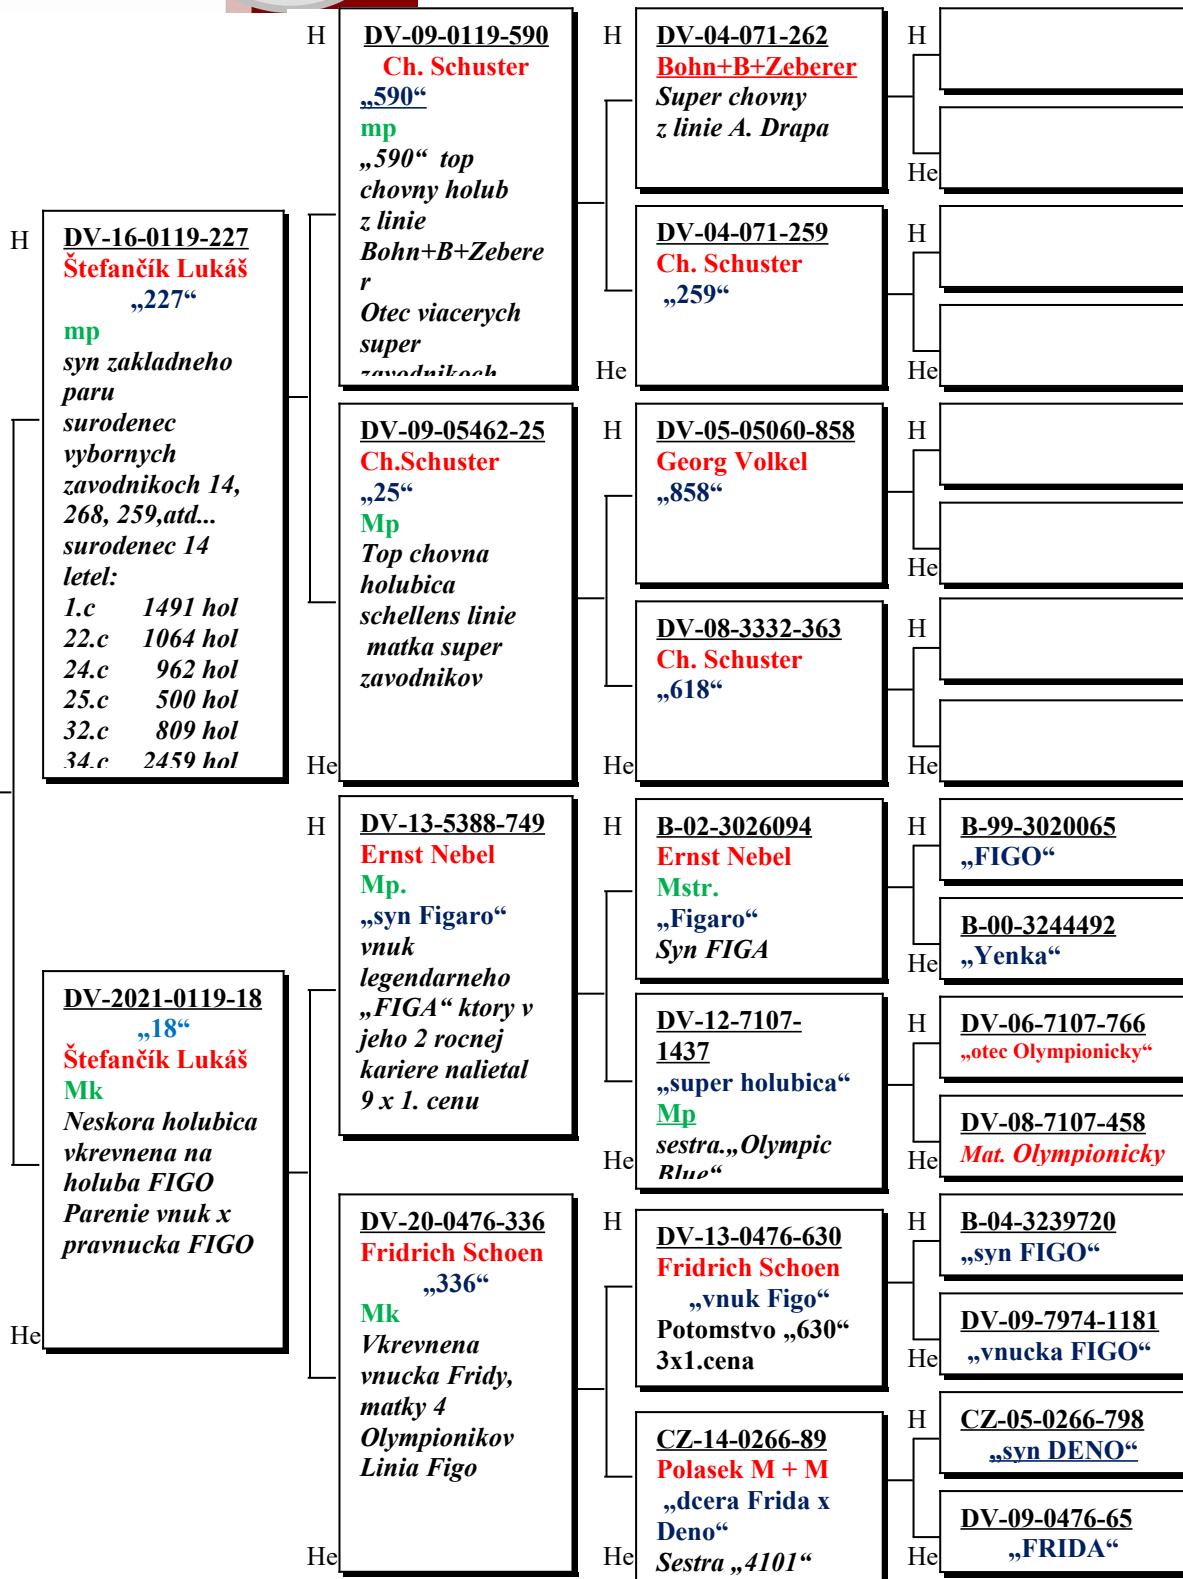 H
DV-16-0119-227
Štefančík Lukáš
„227“
mp
syn zakladneho
paru
surodenec
vybornych
zavodnikoch 14,
268, 259,atd...
surodenec 14
letel:
1.c 1491 hol
22.c 1064 hol
24.c 962 hol
25.c 500 hol
32.c 809 hol
34.c 2459 hol
He
DV-2021-0119-18
„18“
Štefančík Lukáš
Mk
Neskora holubica
vkrevnena na
holuba FIGO
Parenie vnuk x
pravnucka FIGO
H
DV-09-0119-590
Ch. Schuster
„590“
mp
„590“ top
chovny holub
z linie
Bohn+B+Zebere
r
Otec viacerych
super
zavodnikoch
He
DV-09-05462-25
Ch.Schuster
„25“
Mp
Top chovna
holubica
schellens linie
matka super
zavodnikov
H
DV-13-5388-749
Ernst Nebel
Mp.
„syn Figaro“
vnuk
legendarneho
„FIGA“ ktory v
jeho 2 rocnej
kariere nalietal
9 x 1. cenu
He
DV-20-0476-336
Fridrich Schoen
„336“
Mk
Vkrevnena
vnucka Fridy,
matky 4
Olympionikov
Linia Figo
H
DV-04-071-262
Bohn+B+Zeberer
Super chovny
z linie A. Drapa
He
DV-04-071-259
Ch. Schuster
„259“
H
DV-05-05060-858
Georg Volkel
„858“
He
DV-08-3332-363
Ch. Schuster
„618“
H
B-02-3026094
Ernst Nebel
Mstr.
„Figaro“
Syn FIGA
He
DV-12-7107-
1437
„super holubica“
Mp
sestra.„Olympic
Blue“
H
DV-13-0476-630
Fridrich Schoen
„vnuk Figo“
Potomstvo „630“
3x1.cena
He
CZ-14-0266-89
Polasek M + M
„dcera Frida x
Deno“
Sestra „4101“
H
He
H
He
H
He
H
He
H
B-99-3020065
„FIGO“
He
B-00-3244492
„Yenka“
H
DV-06-7107-766
„otec Olympionicky“
He
DV-08-7107-458
Mat. Olympionicky
H
B-04-3239720
„syn FIGO“
He
DV-09-7974-1181
„vnucka FIGO“
H
CZ-05-0266-798
„syn DENO“
He
DV-09-0476-65
„FRIDA“